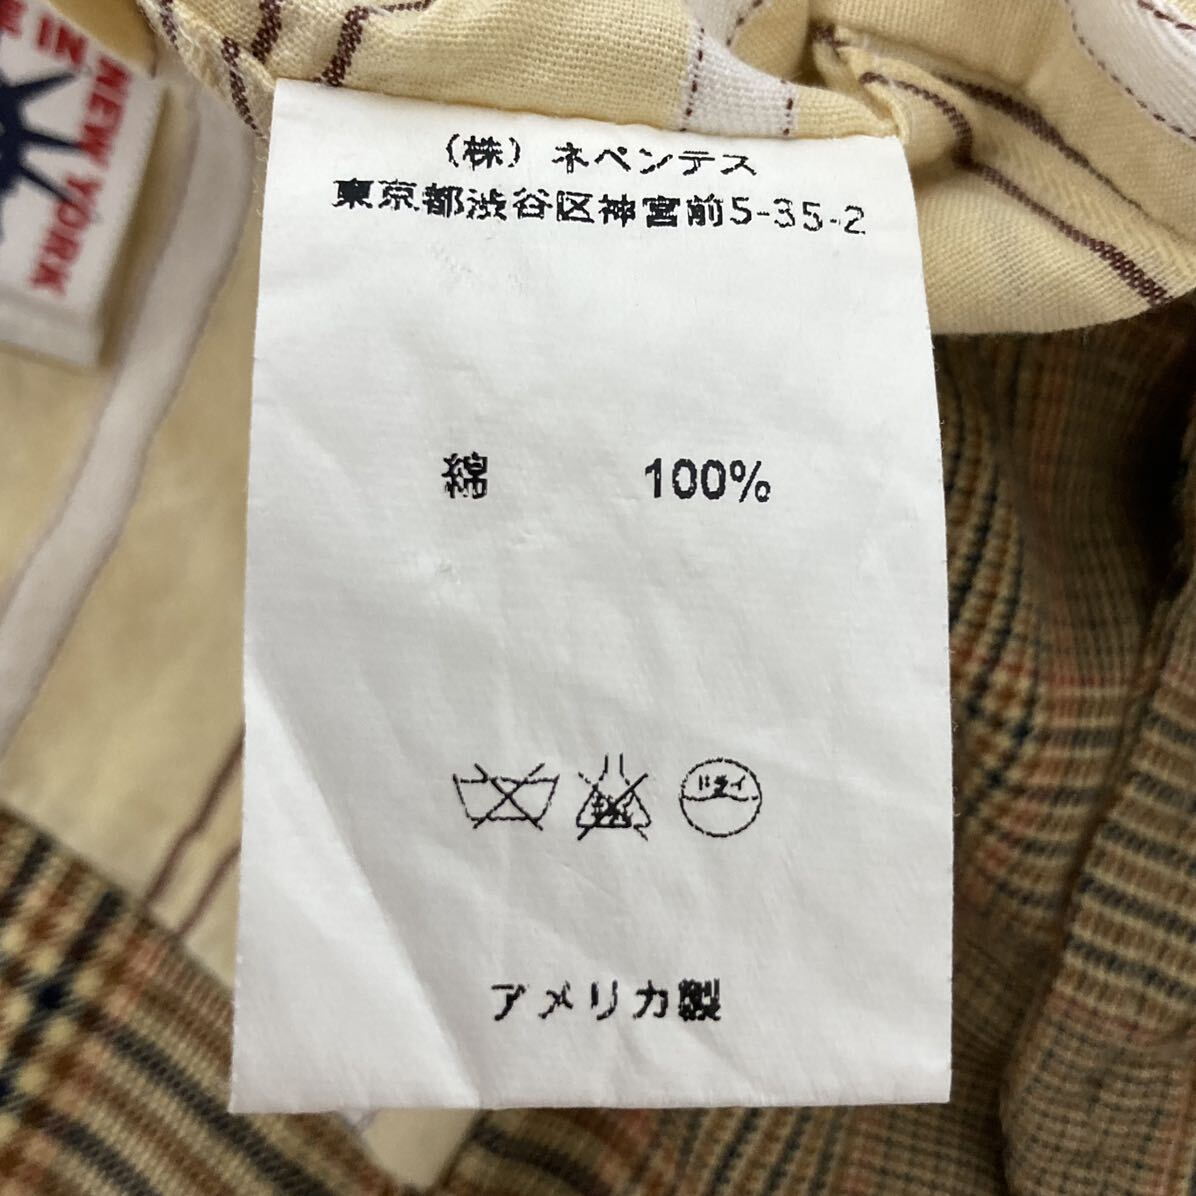 (株) ネペンテス
東京都渋谷区神宮前5-35-2
綿 100%
ドライ
アメリカ製
NEW YORK